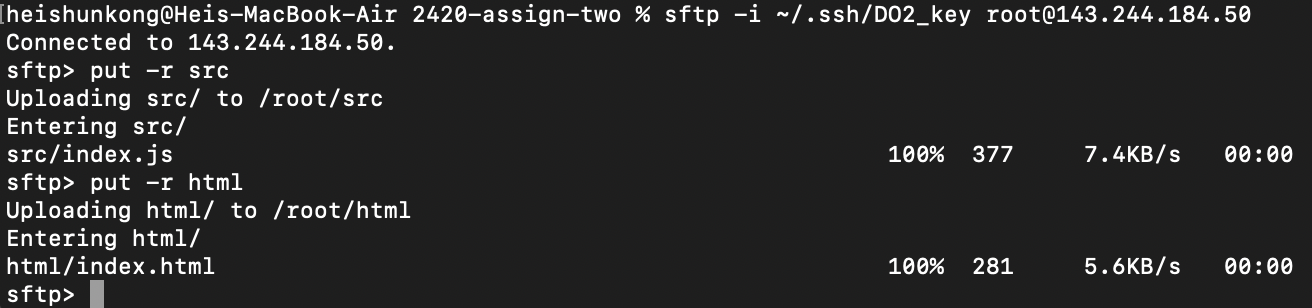 heishunkong@Heis-MacBook-Air 2420-assign-two % sftp -i ~/.ssh/DO2_key root@143.244.184.50
Connected to 143.244.184.50.
sftp> put -r src
Uploading src/ to /root/src
Entering src/
src/index.js 100% 377 7.4KB/s 00:00
sftp> put -r html
Uploading html/ to /root/html
Entering html/
html/index.html 100% 281 5.6KB/s 00:00
sftp>